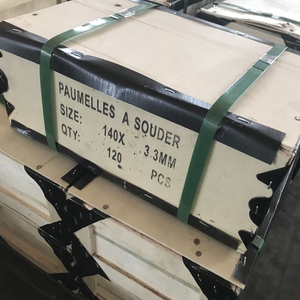 PAUMELLES A SOUDER
SIZE: 140X 3.3MM
QTY: 120 PCS